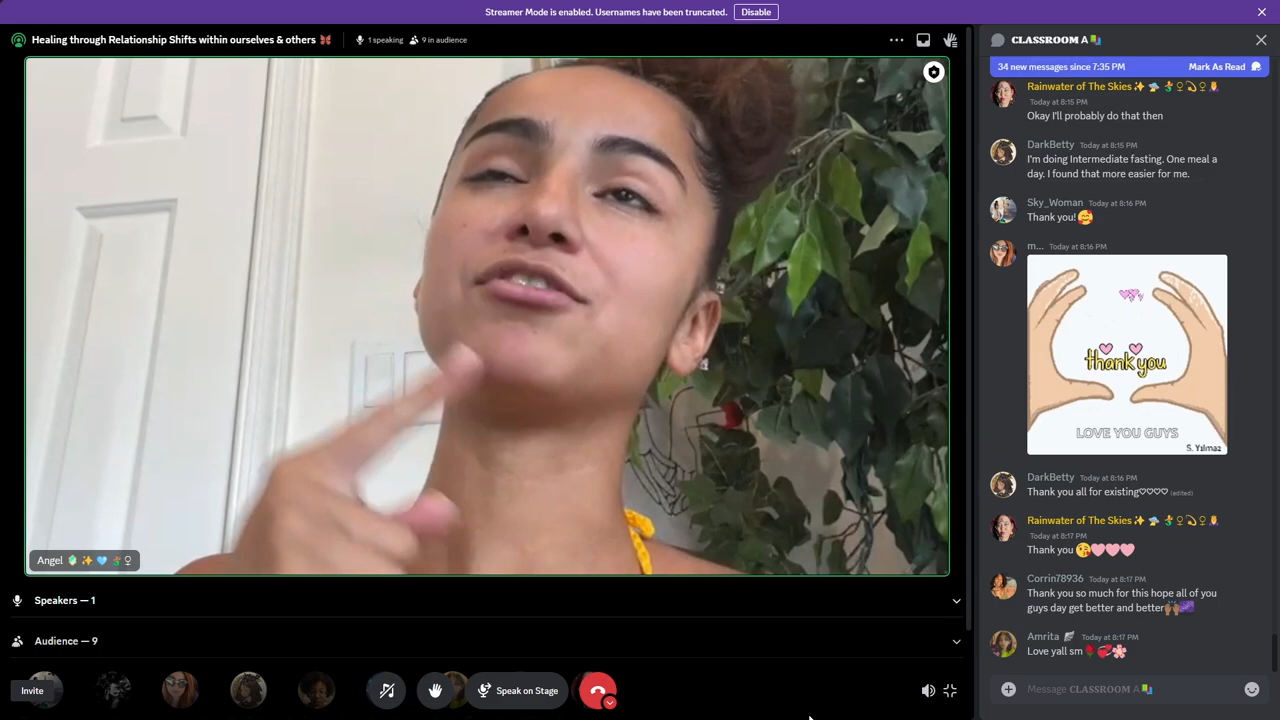 Streamer Mode is enabled. Usernames have been truncated. Disable
Healing through Relationship Shifts within ourselves & others 🦋 1 speaking 9 in audience
Angel
Speakers — 1
Audience — 9
Invite
Speak on Stage
CLASSROOM A
34 new messages since 7:35 PM Mark As Read
Rainwater of The Skies
Today at 8:15 PM
Okay I'll probably do that then
DarkBetty Today at 8:15 PM
I'm doing Intermediate fasting. One meal a
day. I found that more easier for me.
Sky_Woman Today at 8:16 PM
Thank you! 🥰
m... Today at 8:16 PM
thank you
LOVE YOU GUYS
S. Yılmaz
DarkBetty Today at 8:16 PM
Thank you all for existing♡♡♡♡ (edited)
Rainwater of The Skies
Today at 8:17 PM
Thank you 😘🩷🩷🩷
Corrin78936 Today at 8:17 PM
Thank you so much for this hope all of you
guys day get better and better
Amrita Today at 8:17 PM
Love yall sm🌹💞🌸
Message CLASSROOM A